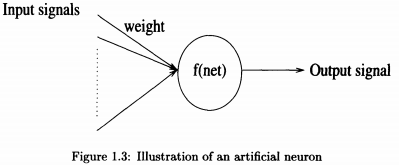 Input signals
weight
f(net)
Output signal
Figure 1.3: Illustration of an artificial neuron